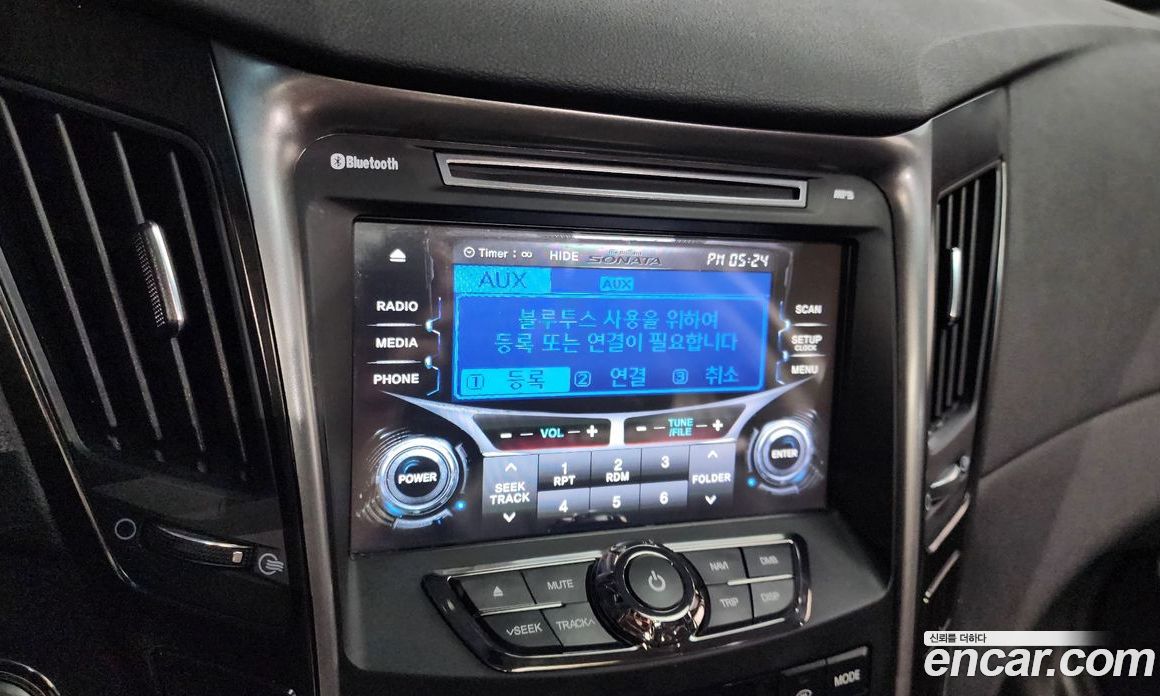 Bluetooth
MP3
Timer : ∞ HIDE
SONATA
PM 05:24
AUX
AUX
블루투스 사용을 위하여
등록 또는 연결이 필요합니다
1 등록 2 연결 3 취소
RADIO
MEDIA
PHONE
SCAN
SETUP
CLOCK
MENU
- VOL +
- TUNE +
/FILE
POWER
ENTER
SEEK
TRACK
1
RPT
2
RDM
3
4
5
6
FOLDER
MUTE
SEEK
TRACK
NAVI
DMB
TRIP
DISP
MODE
신뢰를 더하다
encar.com